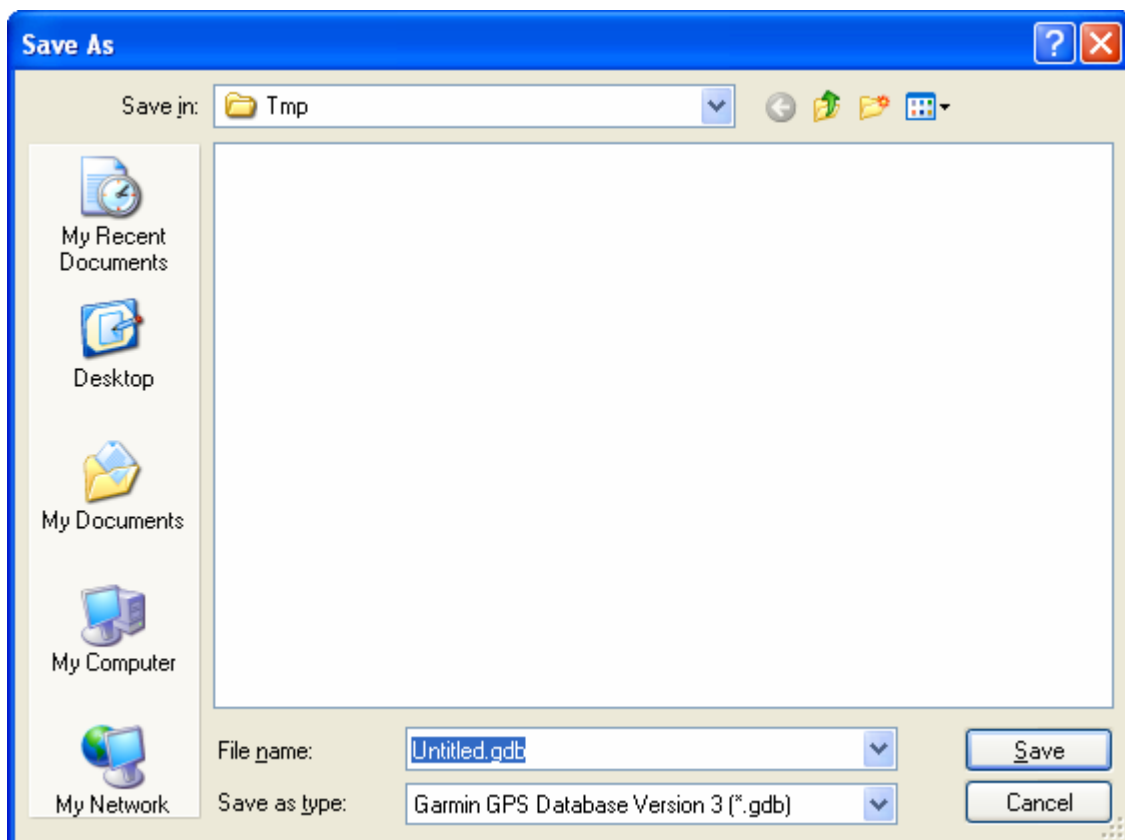 Save As
Save in: Tmp
My Recent
Documents
Desktop
My Documents
My Computer
My Network
File name: Untitled.gdb Save
Save as type: Garmin GPS Database Version 3 (*.gdb) Cancel